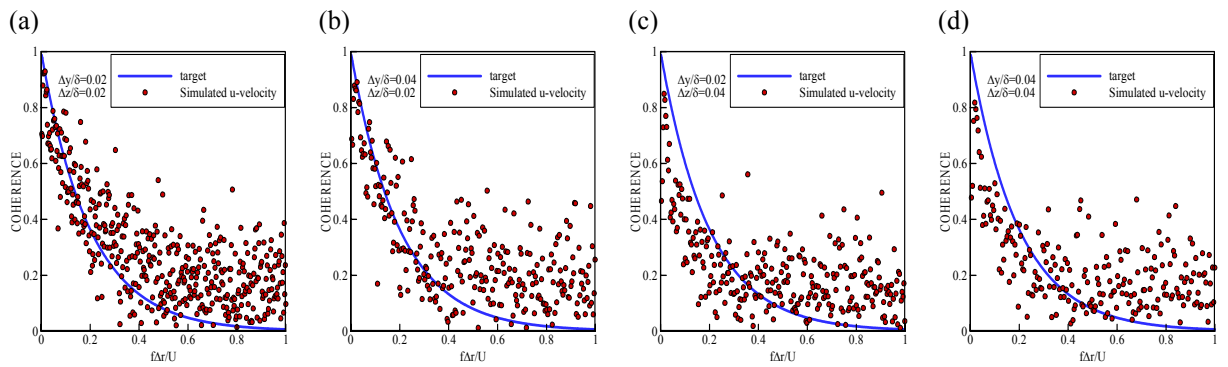 (a)
Δy/δ=0.02
Δz/δ=0.02
target
Simulated u-velocity
COHERENCE
1
0.8
0.6
0.4
0.2
0
0
0.2
0.4
0.6
0.8
1
fΔr/U
(b)
Δy/δ=0.04
Δz/δ=0.02
target
Simulated u-velocity
COHERENCE
1
0.8
0.6
0.4
0.2
0
0
0.2
0.4
0.6
0.8
1
fΔr/U
(c)
Δy/δ=0.02
Δz/δ=0.04
target
Simulated u-velocity
COHERENCE
1
0.8
0.6
0.4
0.2
0
0
0.2
0.4
0.6
0.8
1
fΔr/U
(d)
Δy/δ=0.04
Δz/δ=0.04
target
Simulated u-velocity
COHERENCE
1
0.8
0.6
0.4
0.2
0
0
0.2
0.4
0.6
0.8
1
fΔr/U